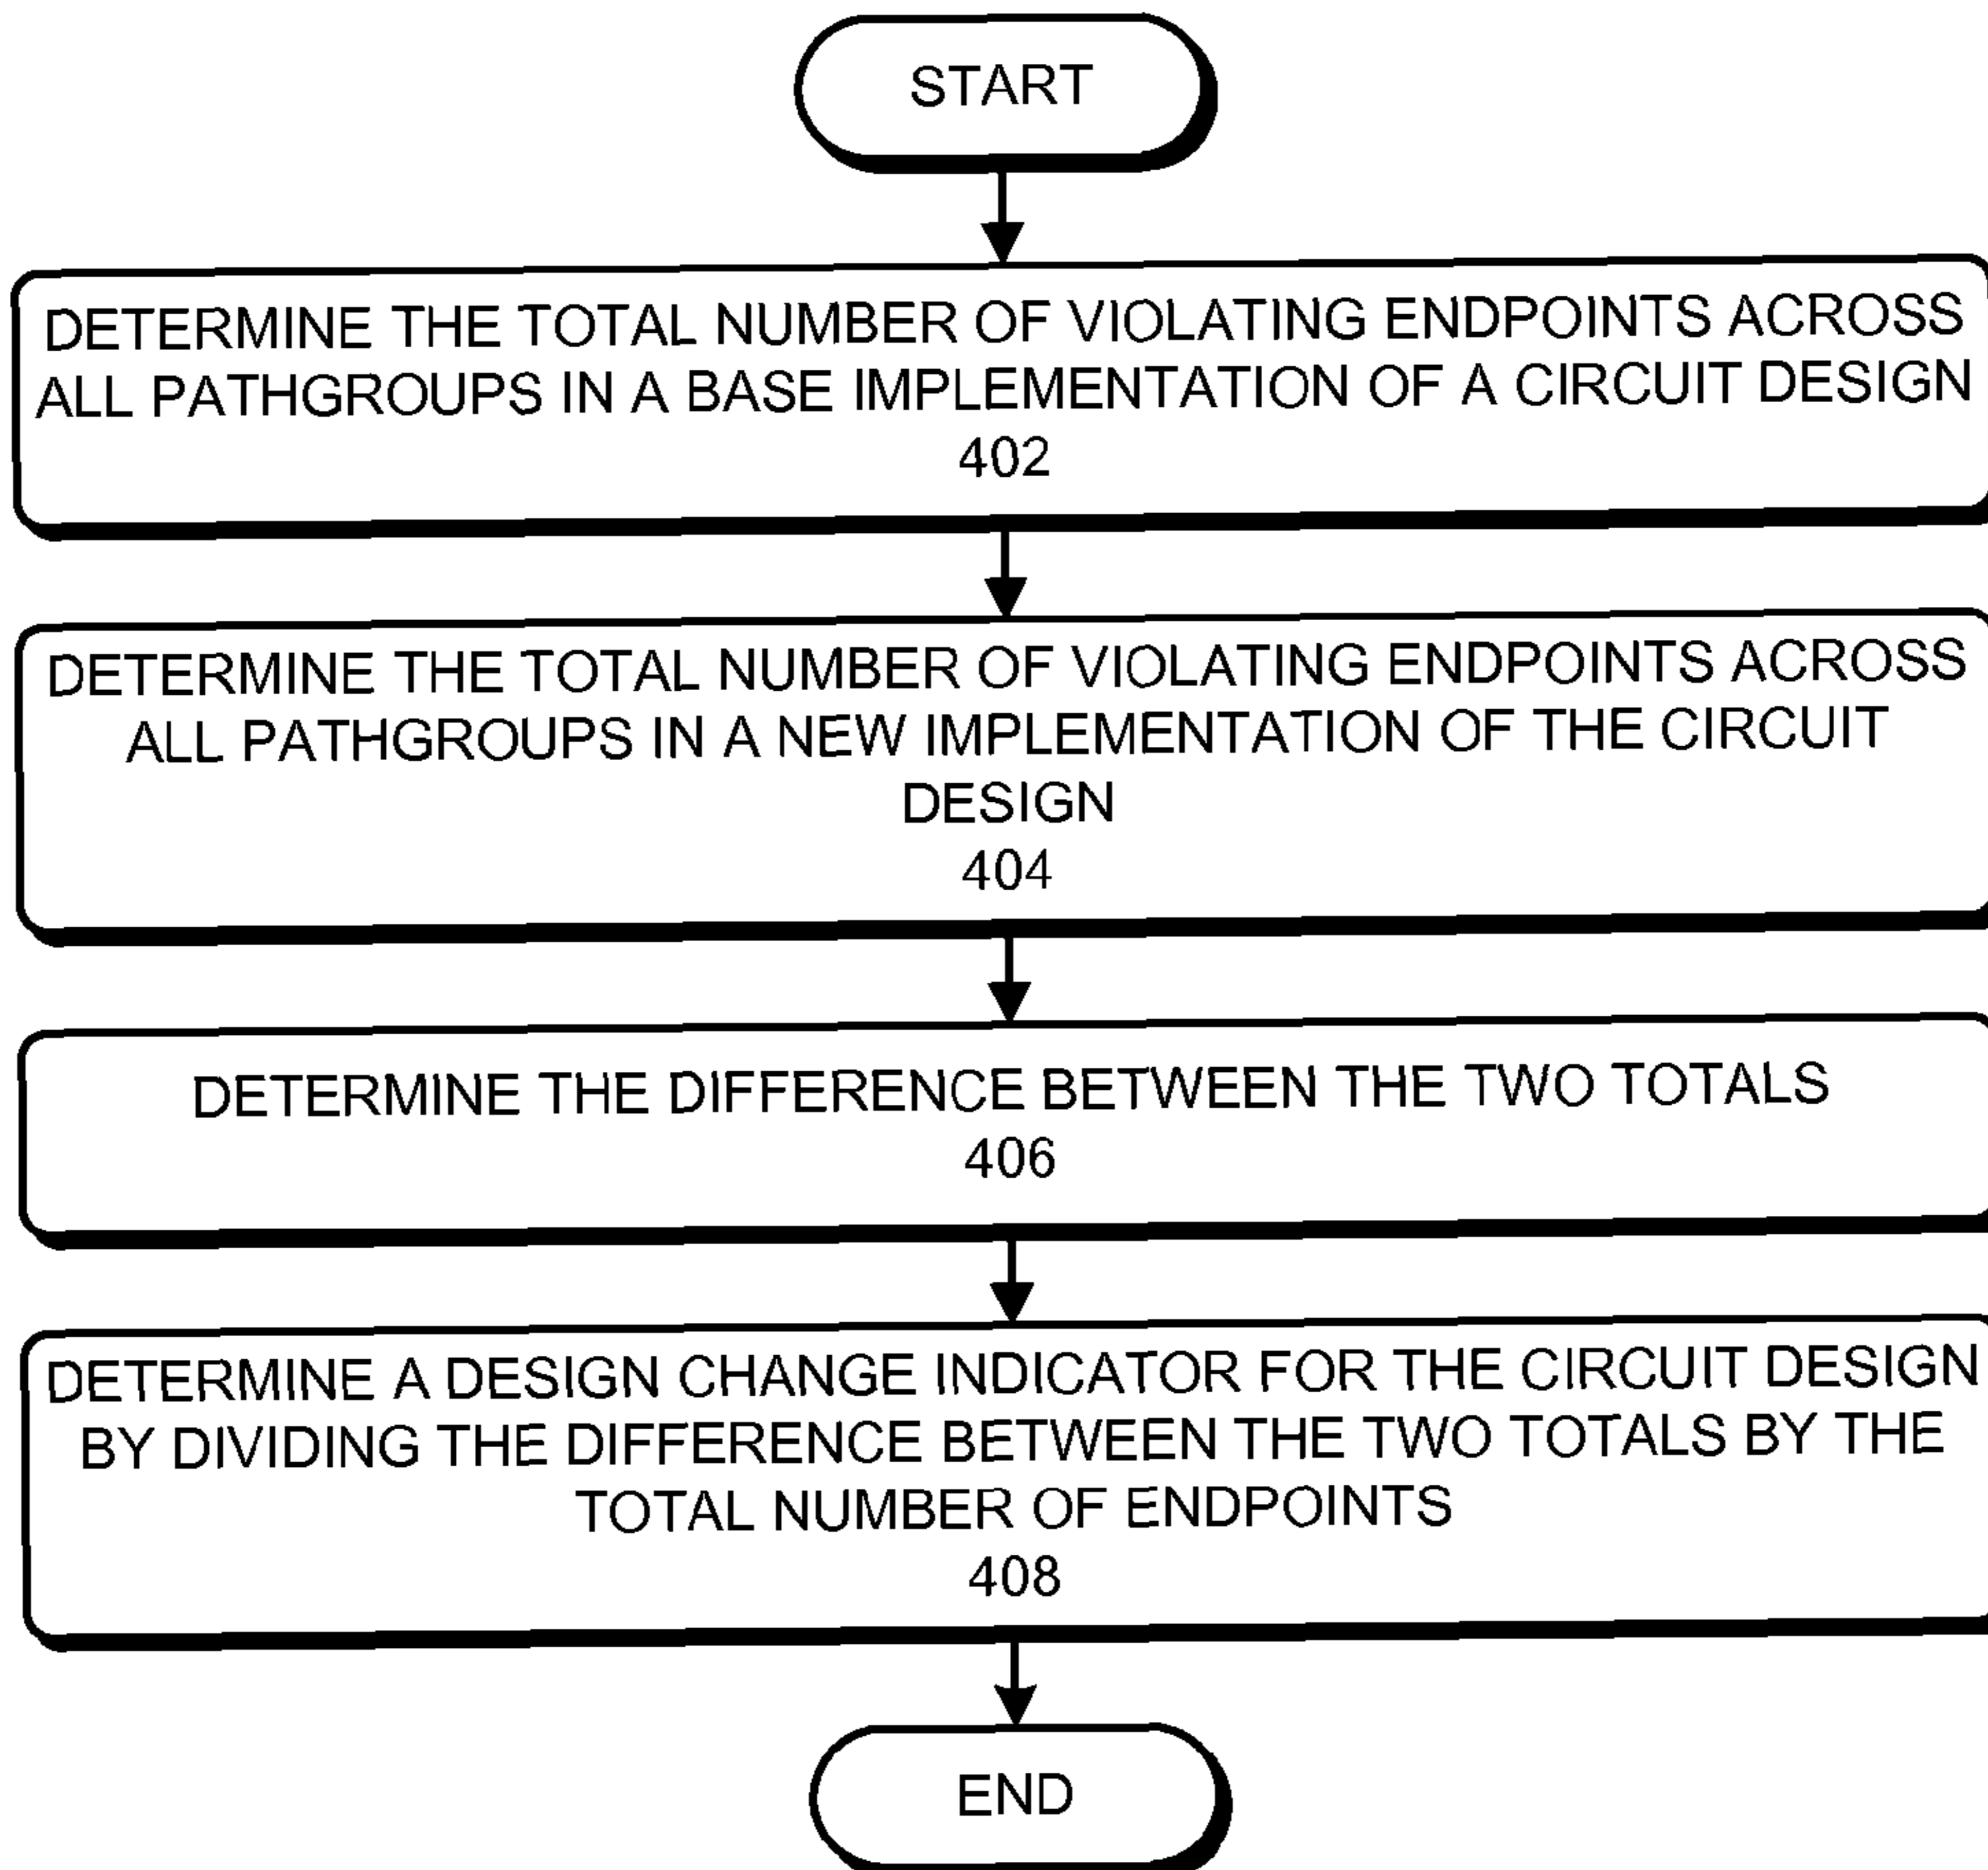 START
DETERMINE THE TOTAL NUMBER OF VIOLATING ENDPOINTS ACROSS
ALL PATHGROUPS IN A BASE IMPLEMENTATION OF A CIRCUIT DESIGN
402
DETERMINE THE TOTAL NUMBER OF VIOLATING ENDPOINTS ACROSS
ALL PATHGROUPS IN A NEW IMPLEMENTATION OF THE CIRCUIT
DESIGN
404
DETERMINE THE DIFFERENCE BETWEEN THE TWO TOTALS
406
DETERMINE A DESIGN CHANGE INDICATOR FOR THE CIRCUIT DESIGN
BY DIVIDING THE DIFFERENCE BETWEEN THE TWO TOTALS BY THE
TOTAL NUMBER OF ENDPOINTS
408
END